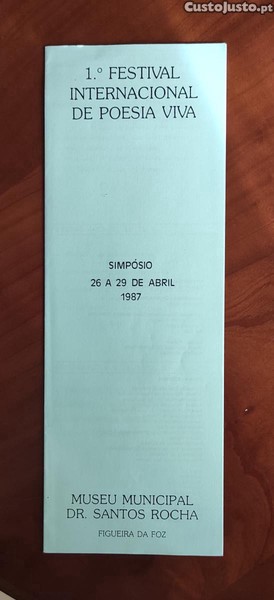 CustoJusto.pt
1.º FESTIVAL
INTERNACIONAL
DE POESIA VIVA
SIMPÓSIO
26 A 29 DE ABRIL
1987
MUSEU MUNICIPAL
DR. SANTOS ROCHA
FIGUEIRA DA FOZ